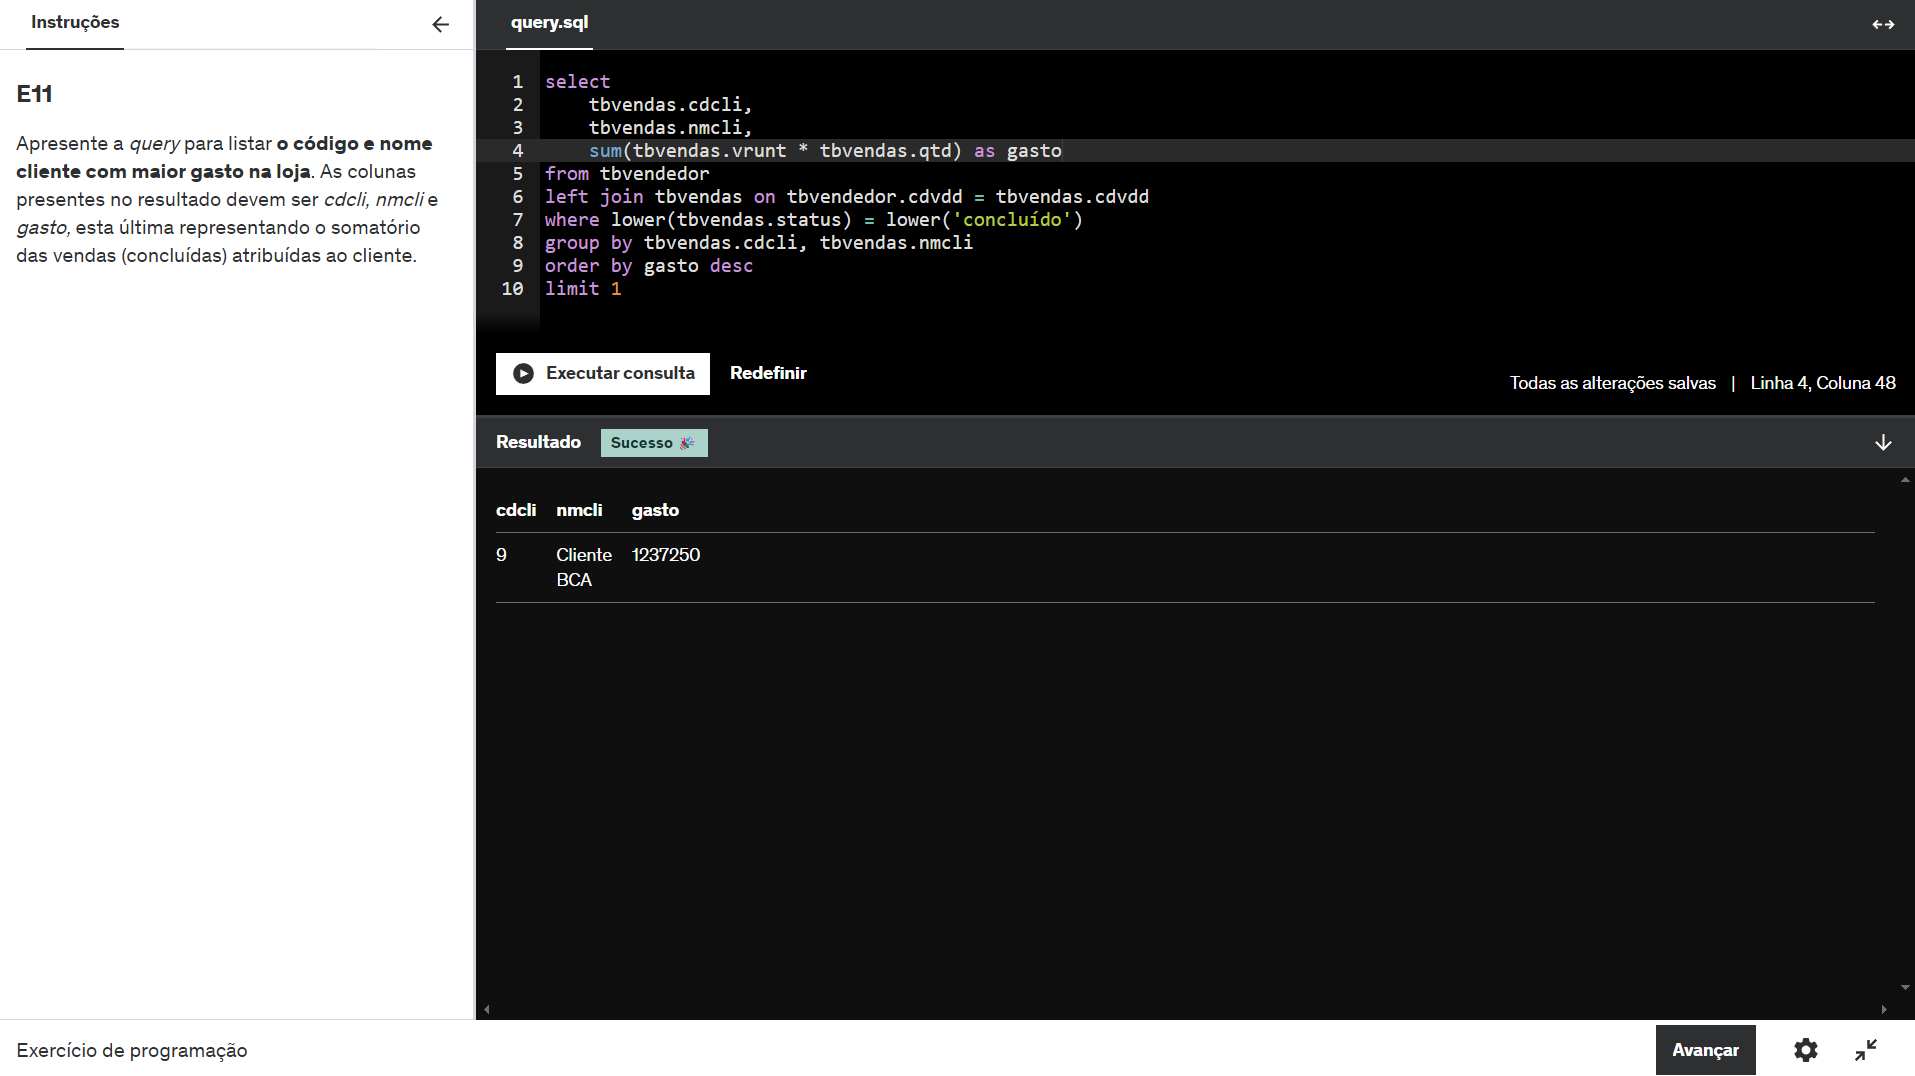 Instruções
E11
Apresente a query para listar o código e nome
cliente com maior gasto na loja. As colunas
presentes no resultado devem ser cdcli, nmcli e
gasto, esta última representando o somatório
das vendas (concluídas) atribuídas ao cliente.
query.sql
1 select
2     tbvendas.cdcli,
3     tbvendas.nmcli,
4     sum(tbvendas.vrunt * tbvendas.qtd) as gasto
5 from tbvendedor
6 left join tbvendas on tbvendedor.cdvdd = tbvendas.cdvdd
7 where lower(tbvendas.status) = lower('concluído')
8 group by tbvendas.cdcli, tbvendas.nmcli
9 order by gasto desc
10 limit 1
Executar consulta Redefinir
Todas as alterações salvas | Linha 4, Coluna 48
Resultado Sucesso 🎉
cdcli nmcli gasto
9 Cliente 1237250
BCA
Exercício de programação
Avançar